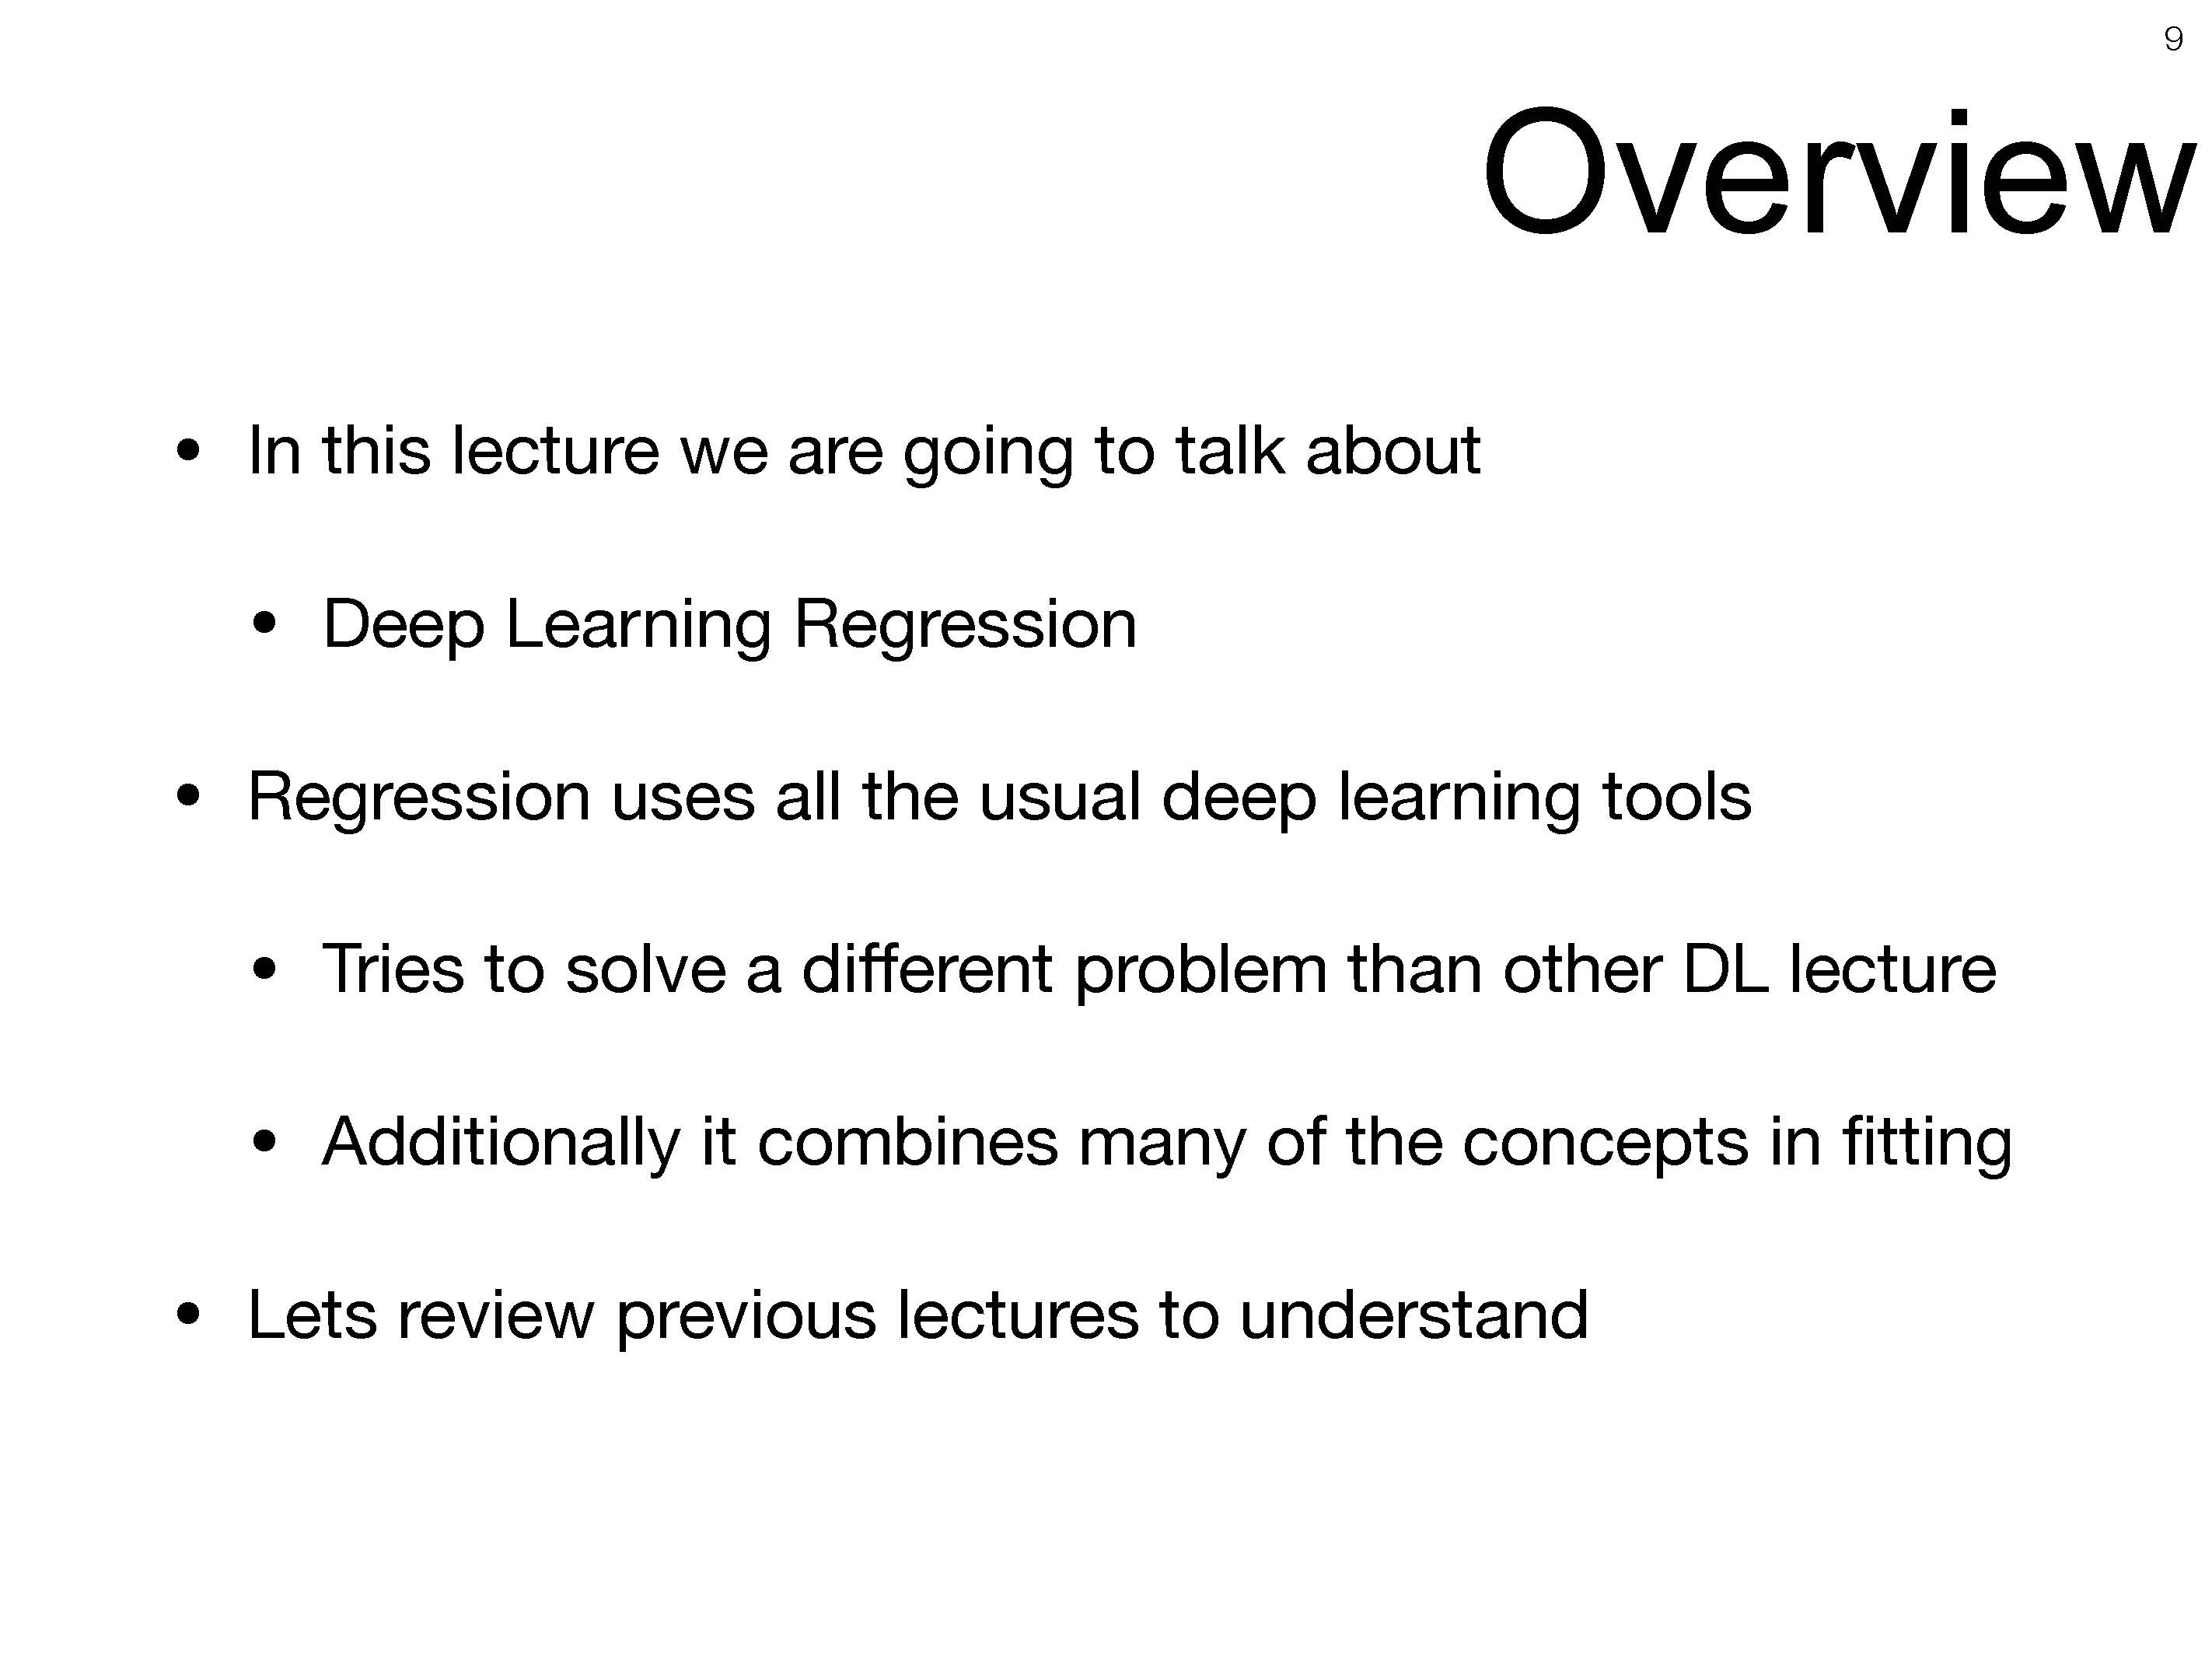 9
Overview
• In this lecture we are going to talk about
• Deep Learning Regression
• Regression uses all the usual deep learning tools
• Tries to solve a different problem than other DL lecture
• Additionally it combines many of the concepts in fitting
• Lets review previous lectures to understand